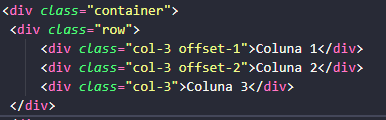 <div class="container">
<div class="row">
<div class="col-3 offset-1">Coluna 1</div>
<div class="col-3 offset-2">Coluna 2</div>
<div class="col-3">Coluna 3</div>
</div>